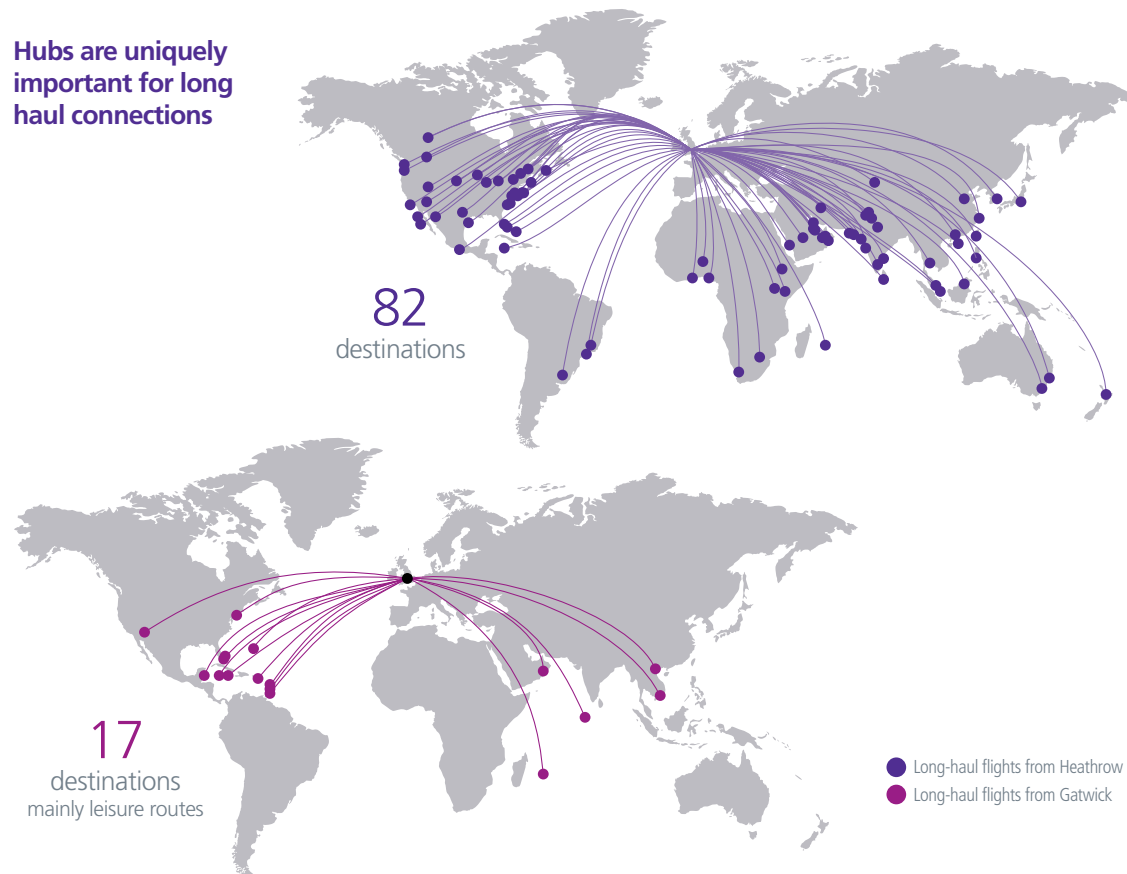 Hubs are uniquely
important for long
haul connections
82
destinations
17
destinations
mainly leisure routes
Long-haul flights from Heathrow
Long-haul flights from Gatwick